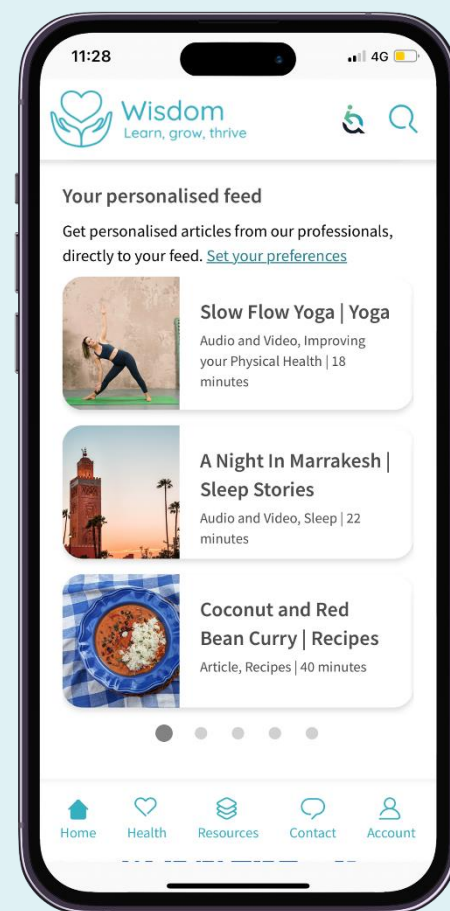 11:28
4G
Wisdom
Learn, grow, thrive
Your personalised feed
Get personalised articles from our professionals,
directly to your feed. Set your preferences
Slow Flow Yoga | Yoga
Audio and Video, Improving
your Physical Health | 18
minutes
A Night In Marrakesh |
Sleep Stories
Audio and Video, Sleep | 22
minutes
Coconut and Red
Bean Curry | Recipes
Article, Recipes | 40 minutes
Home Health Resources Contact Account